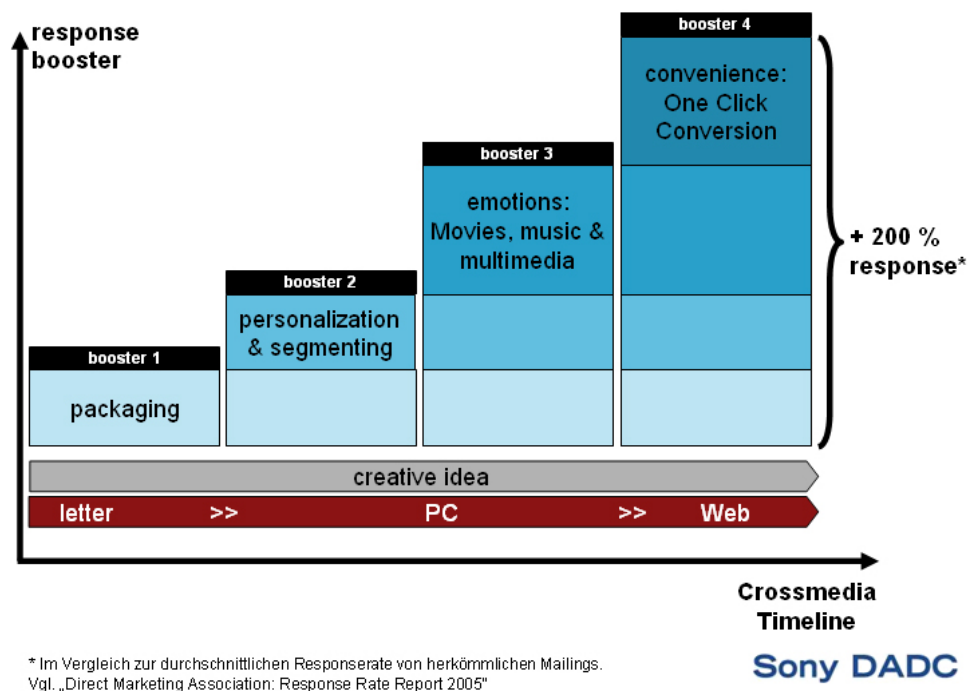 response
booster
booster 4
convenience:
One Click
Conversion
booster 3
emotions:
Movies, music &
multimedia
booster 2
personalization
& segmenting
booster 1
packaging
+ 200 %
response*
creative idea
letter >> PC >> Web
Crossmedia
Timeline
* Im Vergleich zur durchschnittlichen Responserate von herkömmlichen Mailings.
Vgl. „Direct Marketing Association: Response Rate Report 2005"
Sony DADC